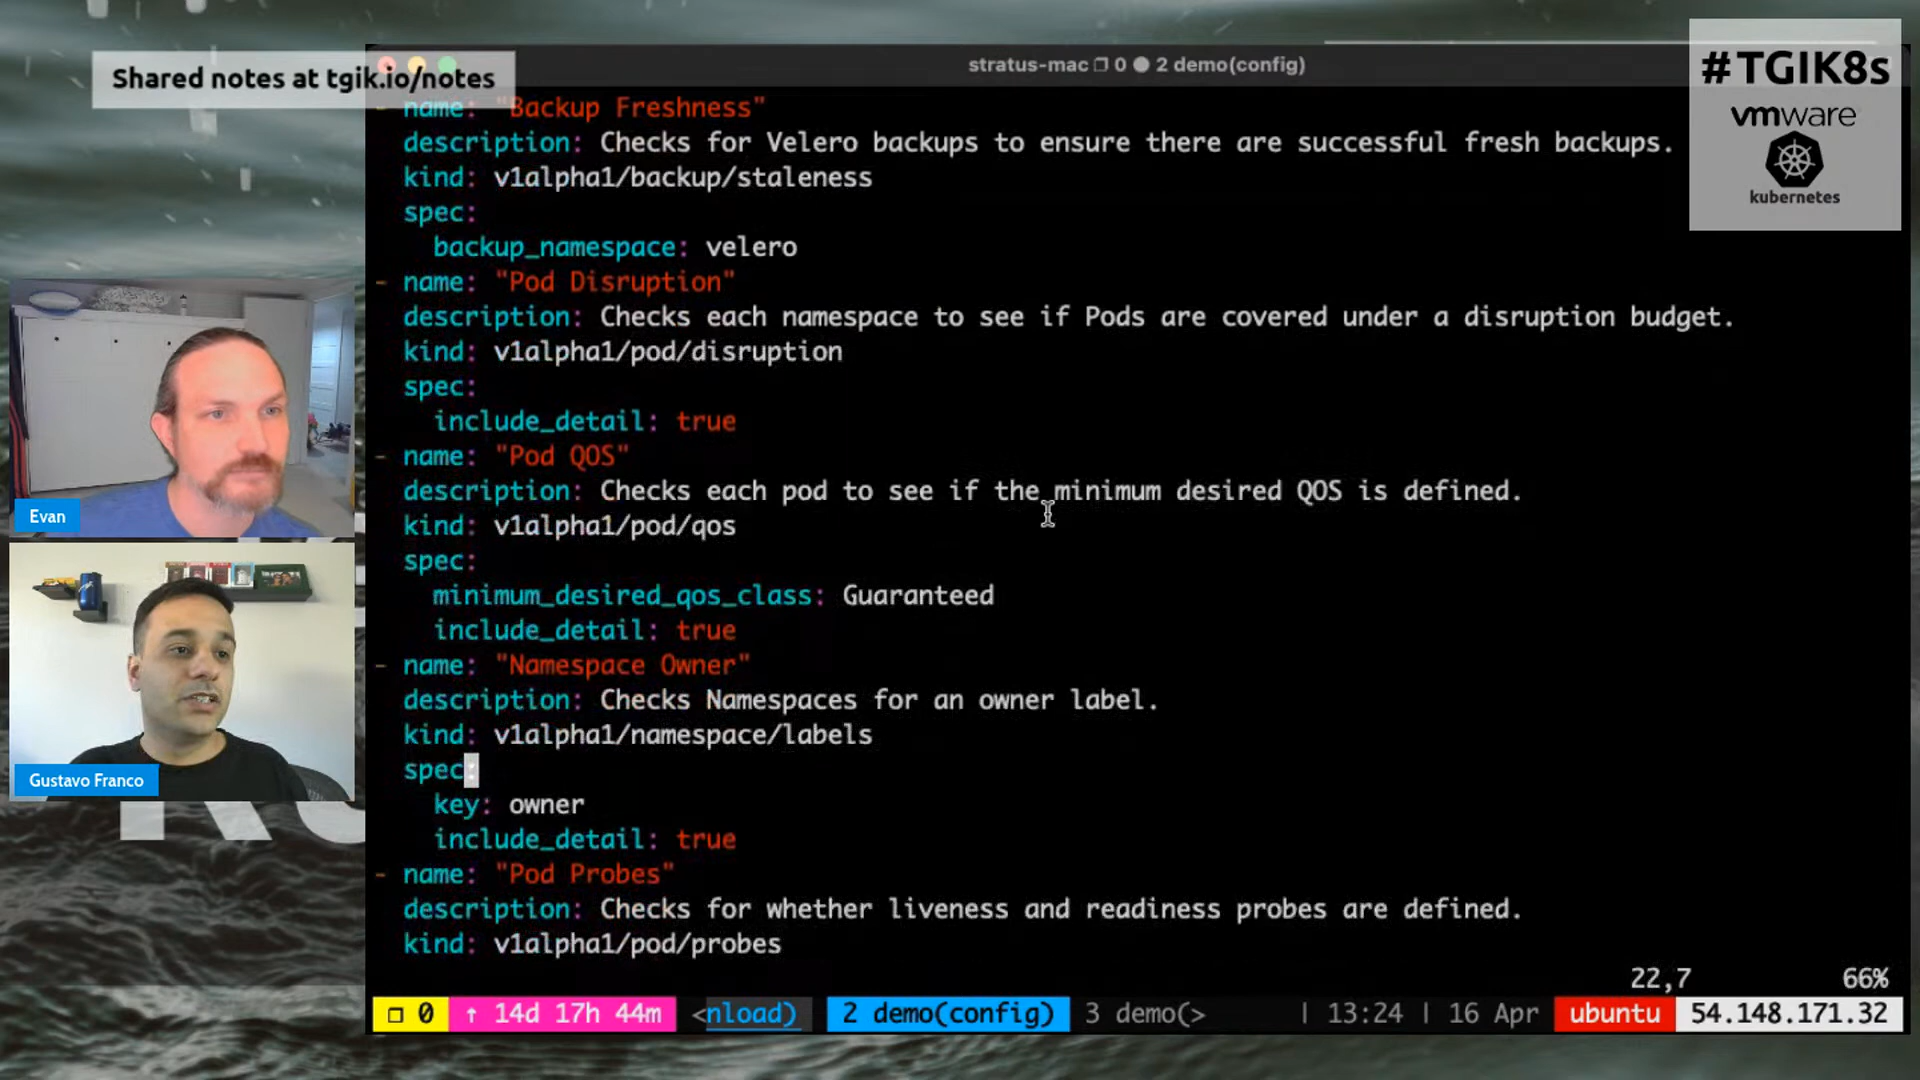 Shared notes at tgik.io/notes
stratus-mac 0 ● 2 demo(config)
#TGIK8s
vmware
kubernetes
name: "Backup Freshness"
description: Checks for Velero backups to ensure there are successful fresh backups.
kind: v1alpha1/backup/staleness
spec:
backup_namespace: velero
- name: "Pod Disruption"
description: Checks each namespace to see if Pods are covered under a disruption budget.
kind: v1alpha1/pod/disruption
spec:
include_detail: true
- name: "Pod QOS"
description: Checks each pod to see if the minimum desired QOS is defined.
kind: v1alpha1/pod/qos
spec:
minimum_desired_qos_class: Guaranteed
include_detail: true
- name: "Namespace Owner"
description: Checks Namespaces for an owner label.
kind: v1alpha1/namespace/labels
spec:
key: owner
include_detail: true
- name: "Pod Probes"
description: Checks for whether liveness and readiness probes are defined.
kind: v1alpha1/pod/probes
22,7 66%
0 ↑ 14d 17h 44m <nload) 2 demo(config) 3 demo(> | 13:24 | 16 Apr ubuntu 54.148.171.32
Evan
Gustavo Franco